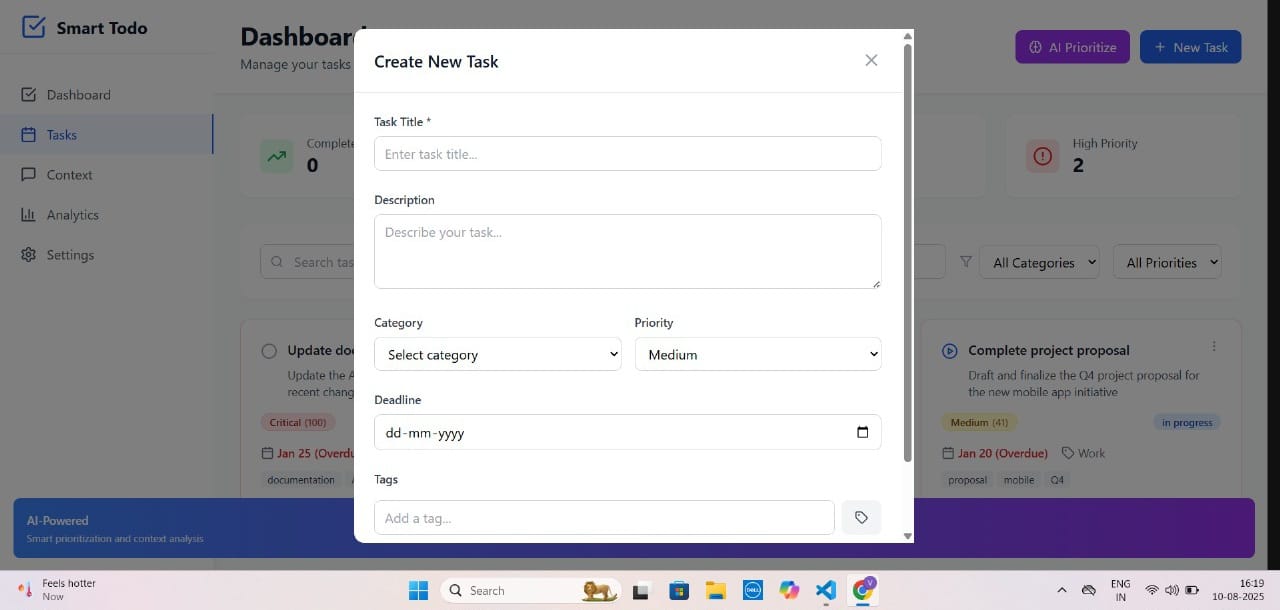 Smart Todo
Dashboard
Tasks
Context
Analytics
Settings
Dashboar
Manage your tasks
AI Prioritize
+ New Task
Complete
0
High Priority
2
Search tas
All Categories
All Priorities
Update do
Update the A
recent chang
Critical (100)
Jan 25 (Overdu
documentation
Complete project proposal
Draft and finalize the Q4 project proposal for
the new mobile app initiative
Medium (41)
in progress
Jan 20 (Overdue)
Work
proposal
mobile
Q4
AI-Powered
Smart prioritization and context analysis
Create New Task
Task Title *
Enter task title...
Description
Describe your task...
Category
Priority
Select category
Medium
Deadline
dd-mm-yyyy
Tags
Add a tag...
Feels hotter
Now
Search
DELL
V
ENG
IN
16:19
10-08-2025